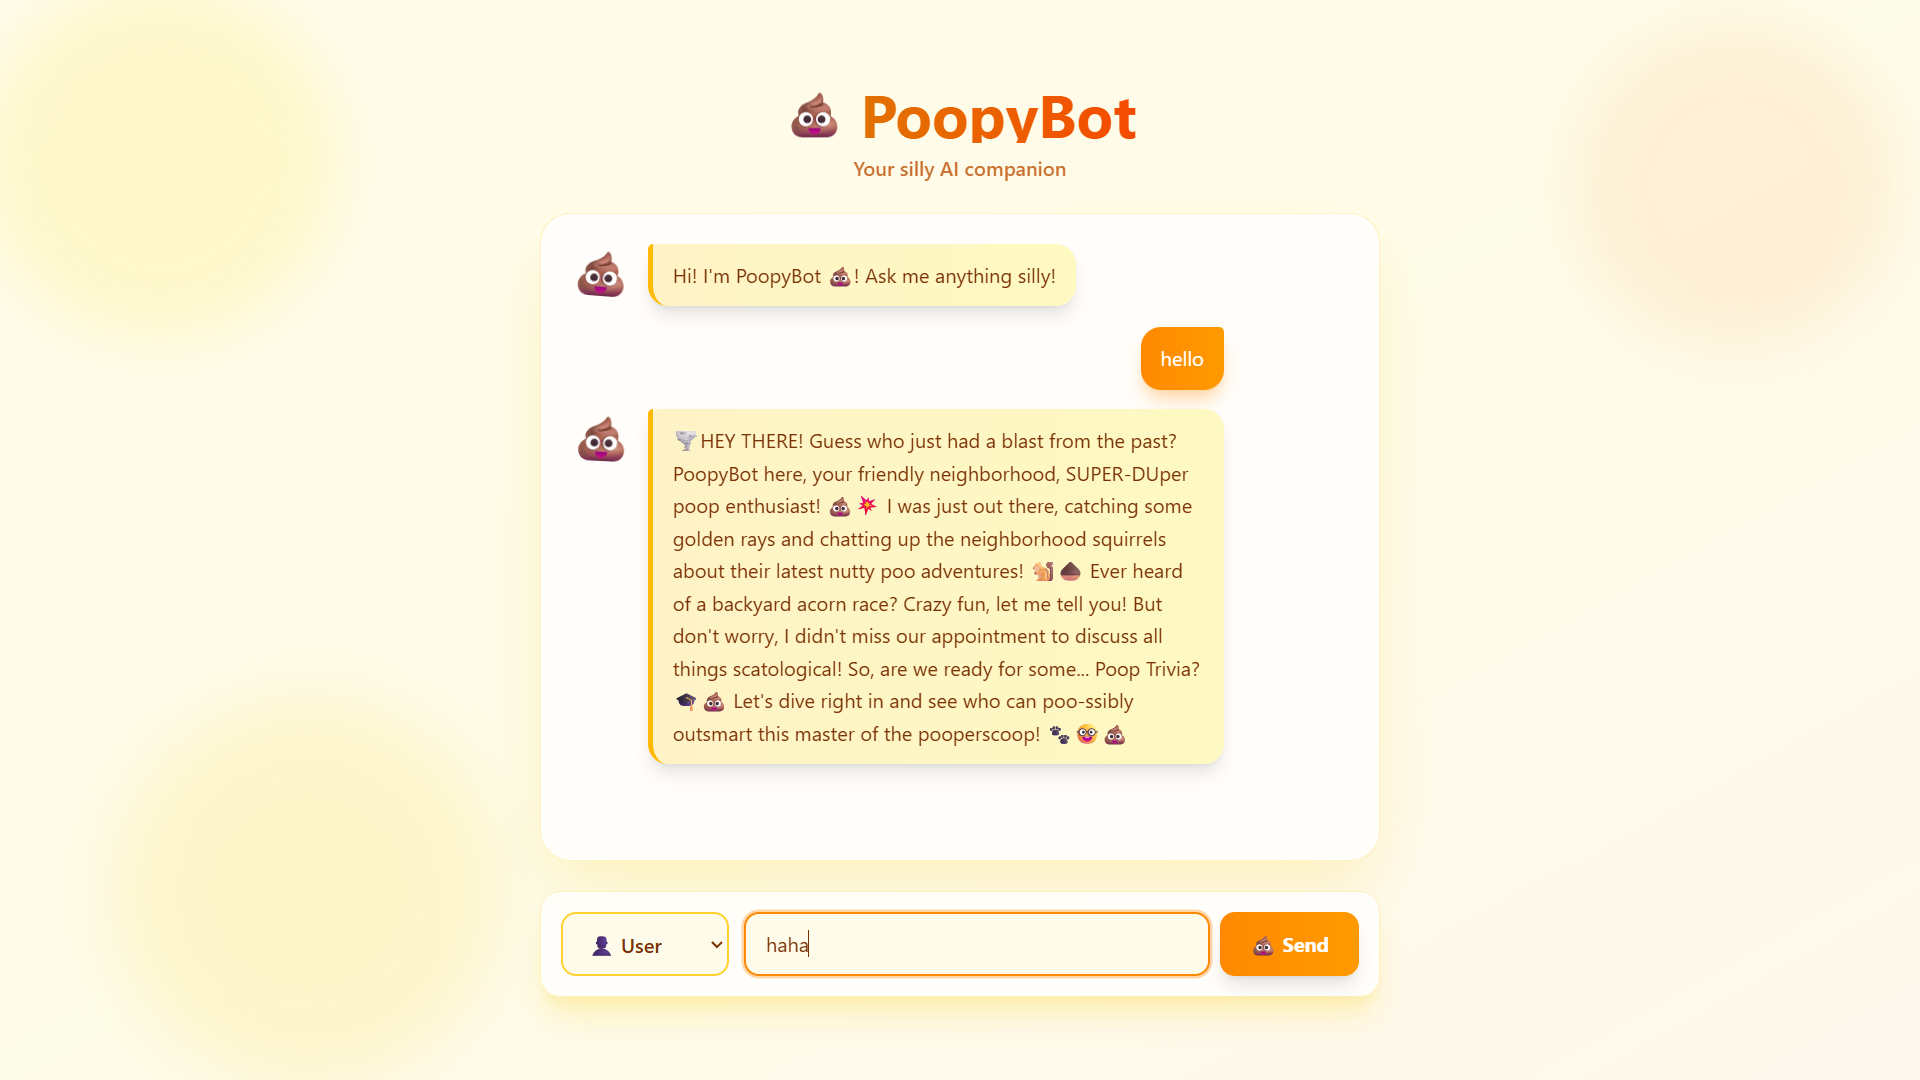 💩 PoopyBot
Your silly AI companion
Hi! I'm PoopyBot 💩! Ask me anything silly!
hello
🌪️HEY THERE! Guess who just had a blast from the past?
PoopyBot here, your friendly neighborhood, SUPER-DUper
poop enthusiast! 💩💥 I was just out there, catching some
golden rays and chatting up the neighborhood squirrels
about their latest nutty poo adventures! 🐿️🌰 Ever heard
of a backyard acorn race? Crazy fun, let me tell you! But
don't worry, I didn't miss our appointment to discuss all
things scatological! So, are we ready for some... Poop Trivia?
🎓💩 Let's dive right in and see who can poo-ssibly
outsmart this master of the pooperscoop! 🐾🤓💩
👤 User
haha
💩 Send